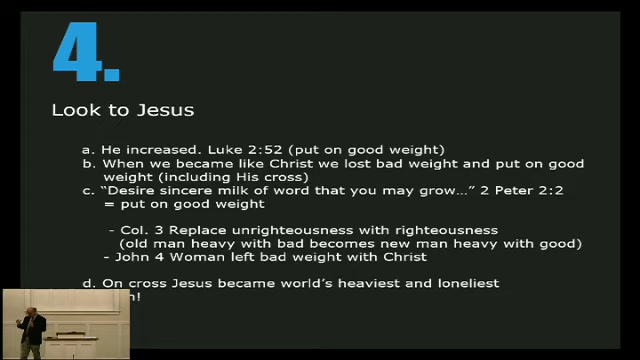 4.
Look to Jesus
a. He increased. Luke 2:52 (put on good weight)
b. When we became like Christ we lost bad weight and put on good
weight (including His cross)
c. “Desire sincere milk of word that you may grow...” 2 Peter 2:2
= put on good weight
- Col. 3 Replace unrighteousness with righteousness
(old man heavy with bad becomes new man heavy with good)
- John 4 Woman left bad weight with Christ
d. On cross Jesus became world’s heaviest and loneliest